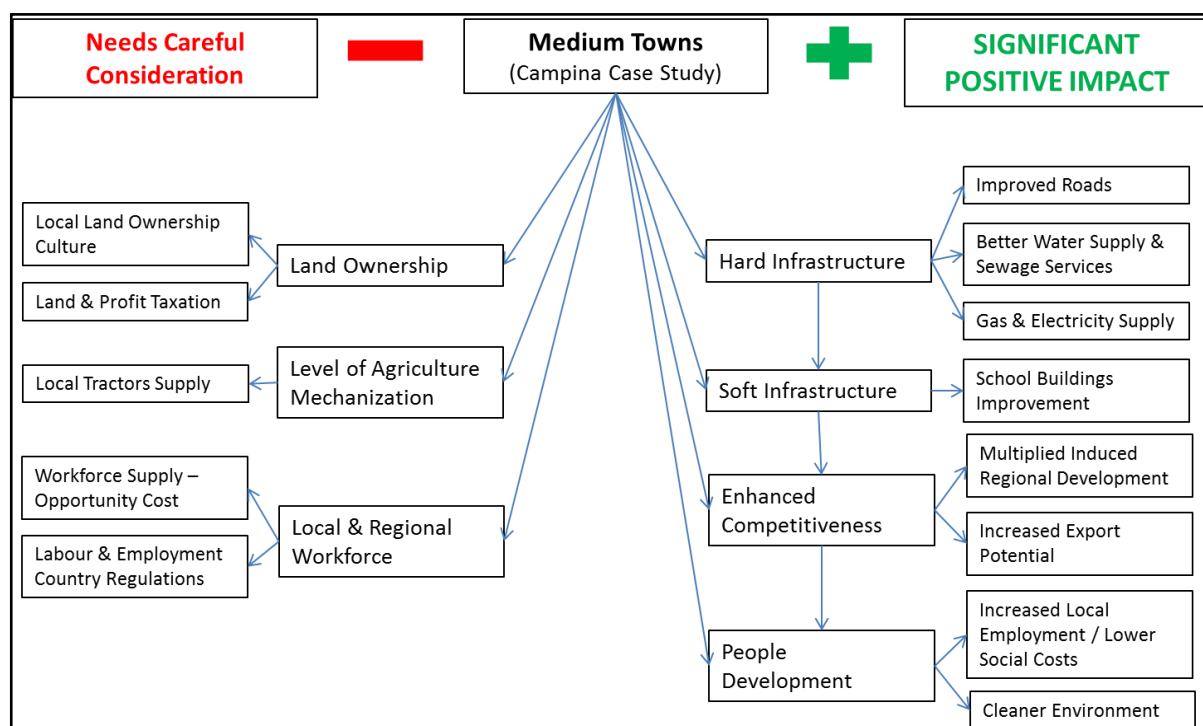 Needs Careful
Consideration
Medium Towns
(Campina Case Study)
SIGNIFICANT
POSITIVE IMPACT
Local Land Ownership
Culture
Land & Profit Taxation
Land Ownership
Local Tractors Supply
Level of Agriculture
Mechanization
Workforce Supply –
Opportunity Cost
Labour & Employment
Country Regulations
Local & Regional
Workforce
Hard Infrastructure
Improved Roads
Better Water Supply &
Sewage Services
Gas & Electricity Supply
Soft Infrastructure
School Buildings
Improvement
Enhanced
Competitiveness
Multiplied Induced
Regional Development
Increased Export
Potential
People
Development
Increased Local
Employment / Lower
Social Costs
Cleaner Environment